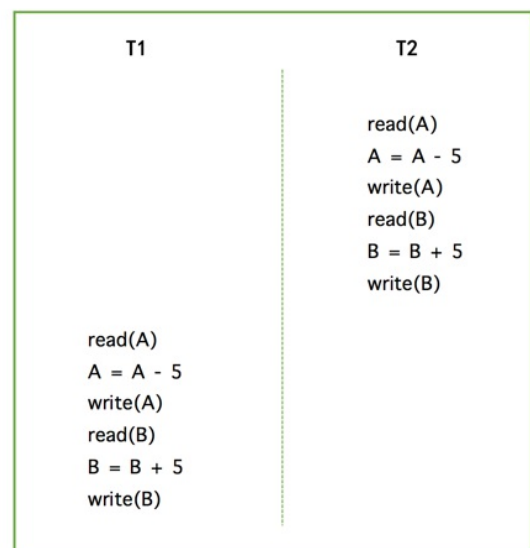 T1 T2
read(A)
A = A - 5
write(A)
read(B)
B = B + 5
write(B)
read(A)
A = A - 5
write(A)
read(B)
B = B + 5
write(B)